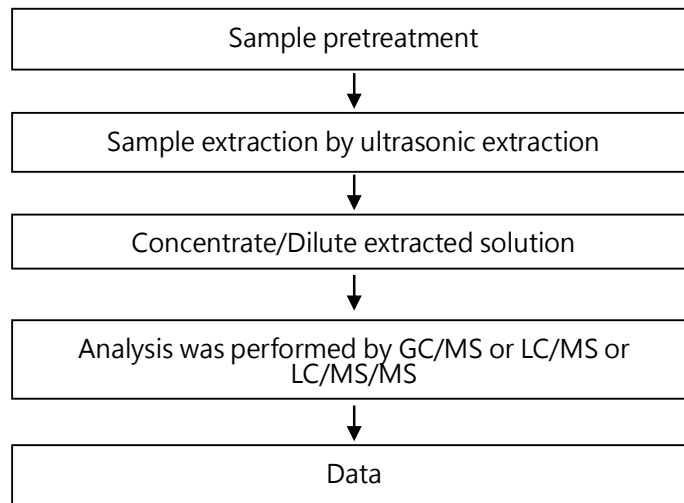 Sample pretreatment
Sample extraction by ultrasonic extraction
Concentrate/Dilute extracted solution
Analysis was performed by GC/MS or LC/MS or
LC/MS/MS
Data